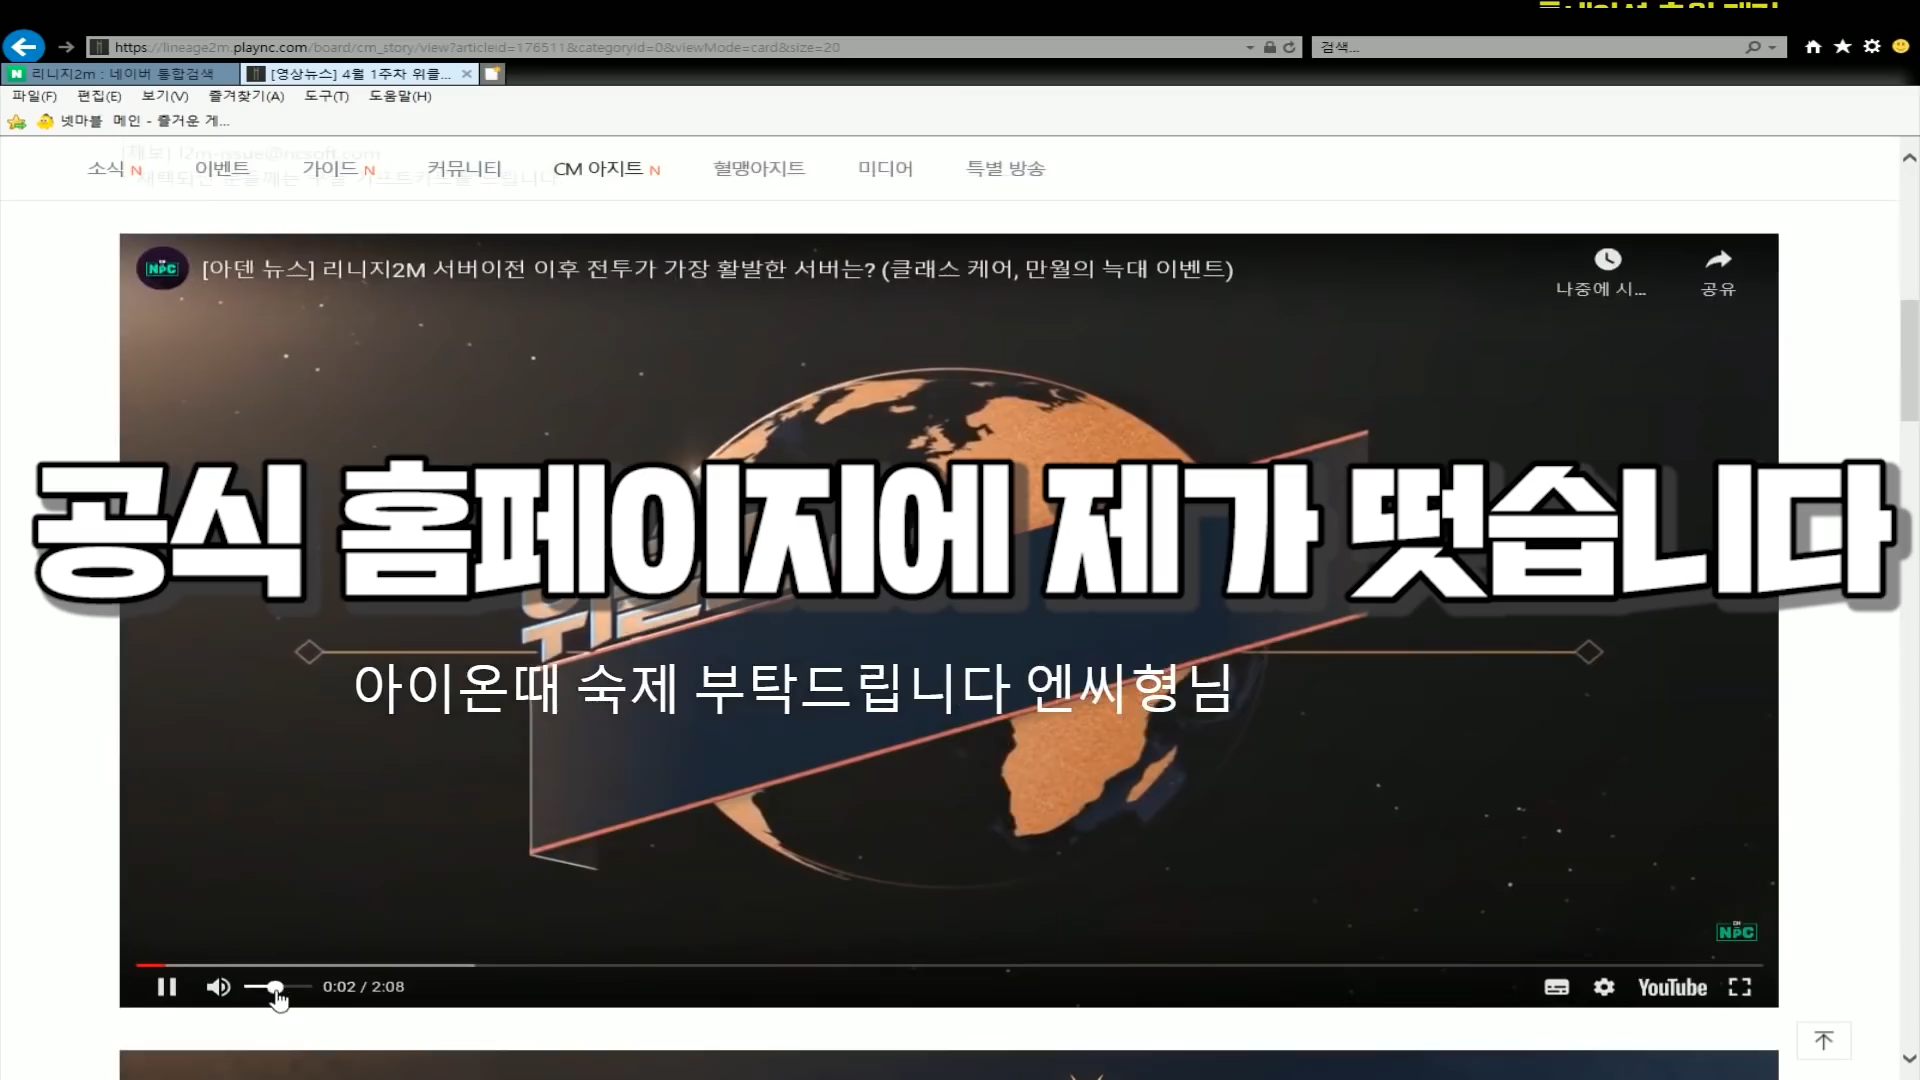 https://lineage2m.plaync.com/board/cm_story/view?articleid=176511&categoryId=0&viewMode=card&size=20
검색...
리니지2m : 네이버 통합검색
[영상뉴스] 4월 1주차 위클...
파일(F) 편집(E) 보기(V) 즐겨찾기(A) 도구(T) 도움말(H)
넷마블 메인 - 즐거운 게...
[제보] l2m-issue@ncsoft.com
소식 N 이벤트 가이드 N 커뮤니티 CM 아지트 N 혈맹아지트 미디어 특별 방송
NPC
[아덴 뉴스] 리니지2M 서버이전 이후 전투가 가장 활발한 서버는? (클래스 케어, 만월의 늑대 이벤트)
나중에 시...
공유
공식 홈페이지에 제가 떳습니다
아이온때 숙제 부탁드립니다 엔씨형님
NPC
0:02 / 2:08
YouTube